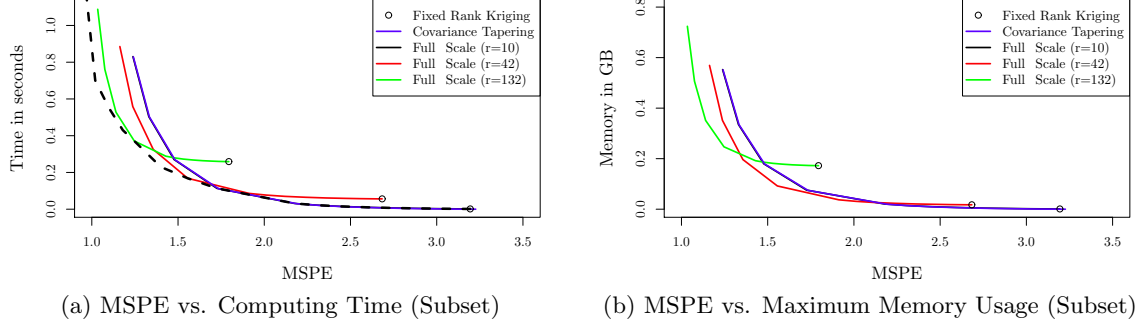 Fixed Rank Kriging
Covariance Tapering
Full Scale (r=10)
Full Scale (r=42)
Full Scale (r=132)
Time in seconds
1.0
0.8
0.6
0.4
0.2
0.0
1.0 1.5 2.0 2.5 3.0 3.5
MSPE
(a) MSPE vs. Computing Time (Subset)
Fixed Rank Kriging
Covariance Tapering
Full Scale (r=10)
Full Scale (r=42)
Full Scale (r=132)
Memory in GB
0.8
0.6
0.4
0.2
0.0
1.0 1.5 2.0 2.5 3.0 3.5
MSPE
(b) MSPE vs. Maximum Memory Usage (Subset)